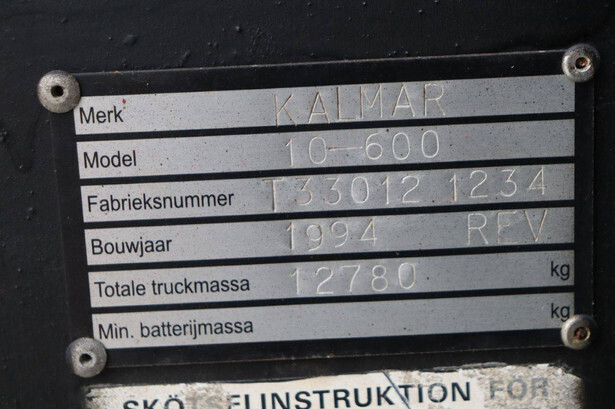 Merk KALMAR
Model 10-600
Fabrieksnummer T33012 1234
Bouwjaar 1994 REV
Totale truckmassa 12780 kg
Min. batterijmassa kg
SKÖTSELINSTRUKTION FÖR